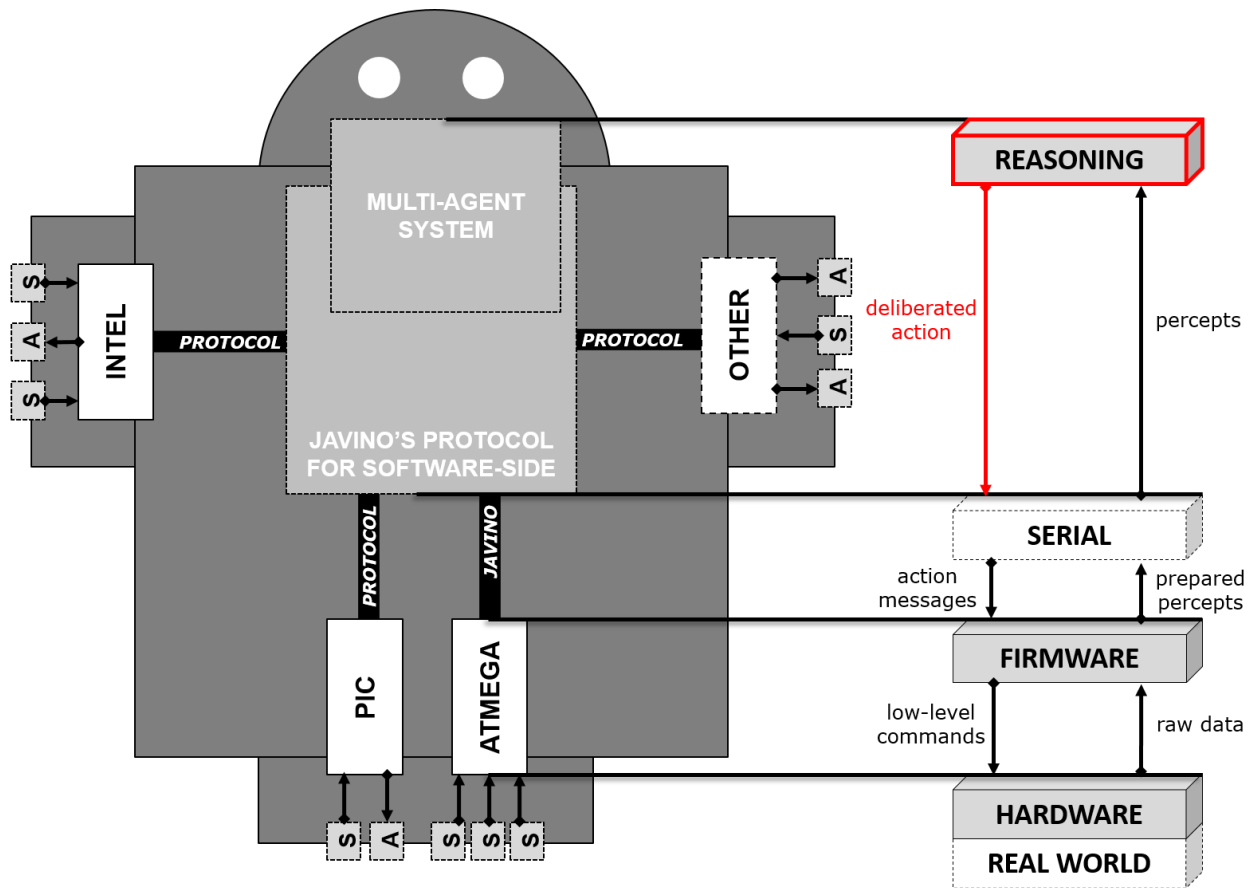 REASONING
MULTI-AGENT
SYSTEM
S
A
S
INTEL
PROTOCOL
PROTOCOL
OTHER
A
S
A
deliberated
action
percepts
JAVINO'S PROTOCOL
FOR SOFTWARE-SIDE
PROTOCOL
JAVINO
SERIAL
action
messages
prepared
percepts
PIC
ATMEGA
FIRMWARE
low-level
commands
raw data
S
A
S
S
S
HARDWARE
REAL WORLD